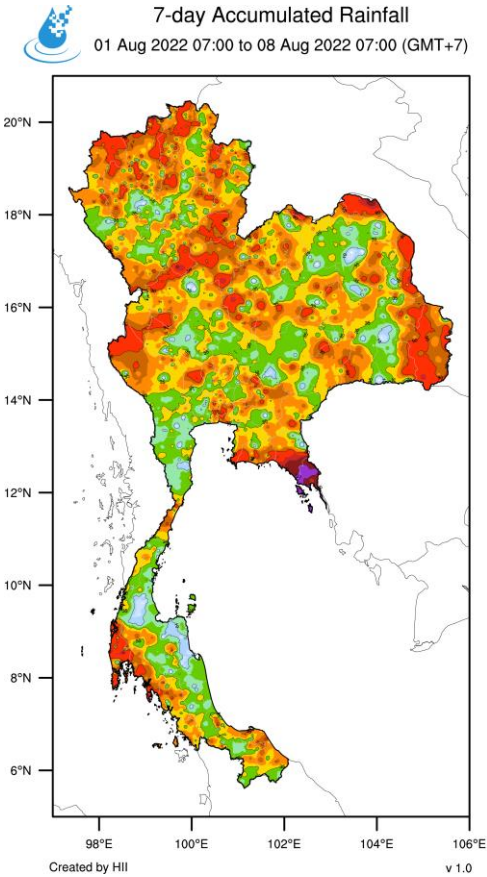 7-day Accumulated Rainfall
01 Aug 2022 07:00 to 08 Aug 2022 07:00 (GMT+7)
20°N
18°N
16°N
14°N
12°N
10°N
8°N
6°N
98°E 100°E 102°E 104°E 106°E
Created by HII v 1.0